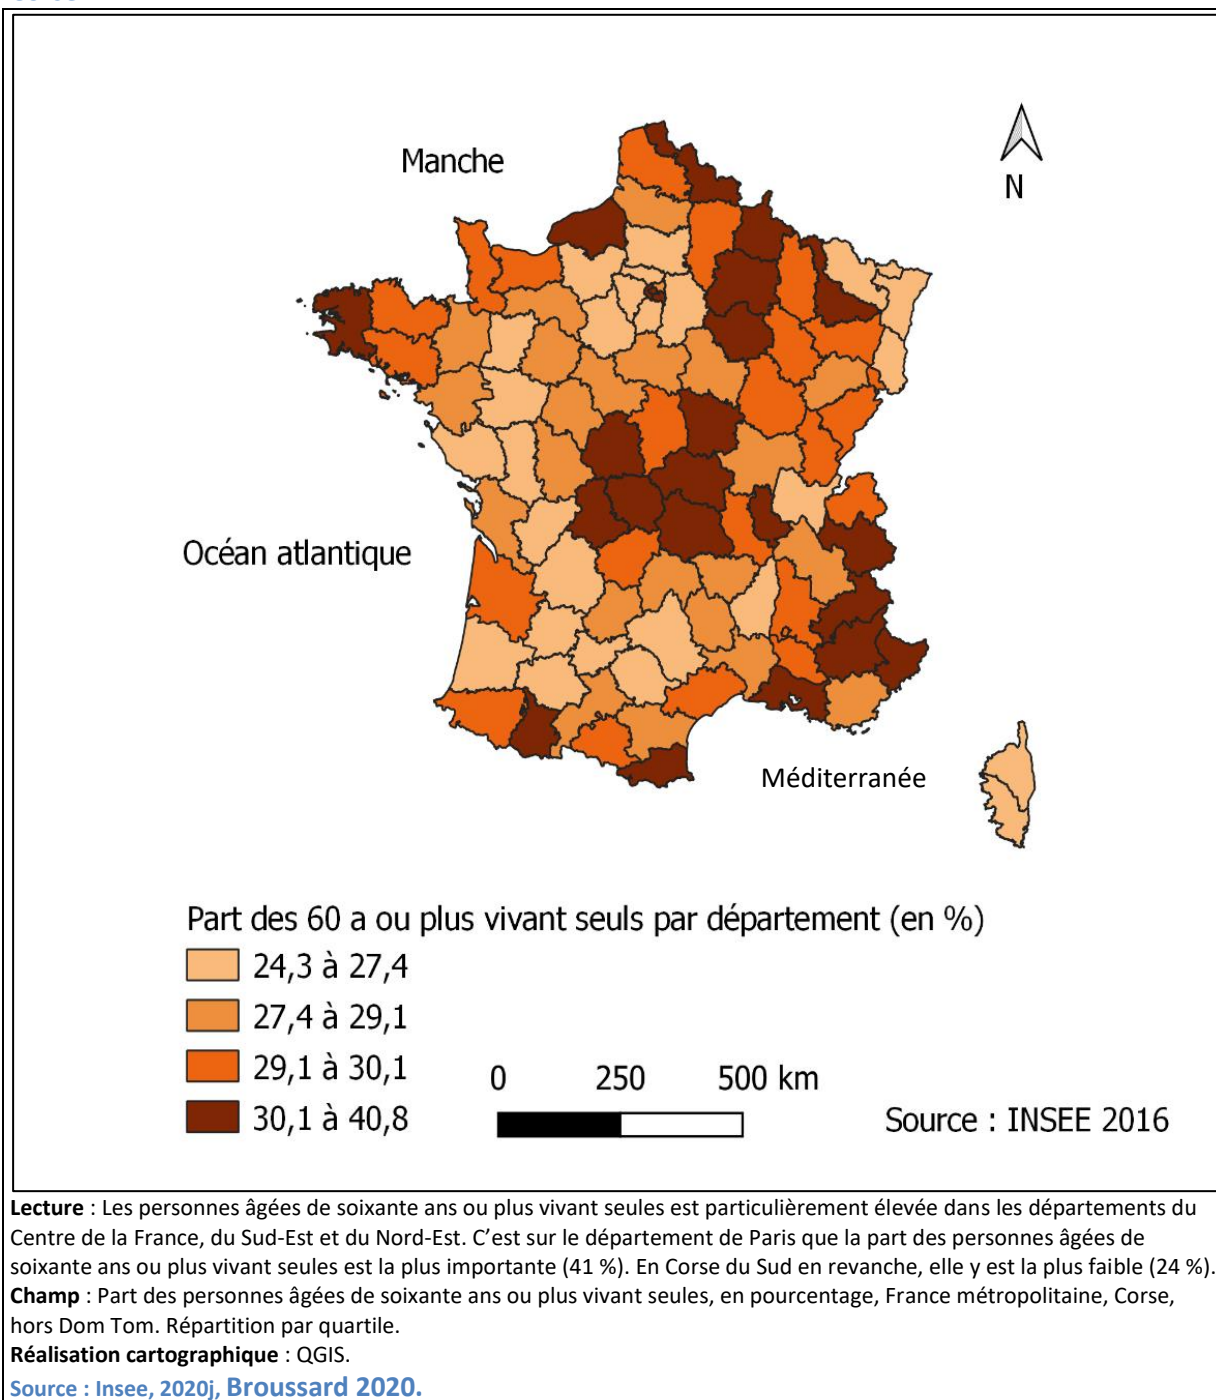 Manche
N
Océan atlantique
Méditerranée
Part des 60 a ou plus vivant seuls par département (en %)
24,3 à 27,4
27,4 à 29,1
29,1 à 30,1
30,1 à 40,8
0 250 500 km
Source : INSEE 2016
Lecture : Les personnes âgées de soixante ans ou plus vivant seules est particulièrement élevée dans les départements du
Centre de la France, du Sud-Est et du Nord-Est. C’est sur le département de Paris que la part des personnes âgées de
soixante ans ou plus vivant seules est la plus importante (41 %). En Corse du Sud en revanche, elle y est la plus faible (24 %).
Champ : Part des personnes âgées de soixante ans ou plus vivant seules, en pourcentage, France métropolitaine, Corse,
hors Dom Tom. Répartition par quartile.
Réalisation cartographique : QGIS.
Source : Insee, 2020j, Broussard 2020.